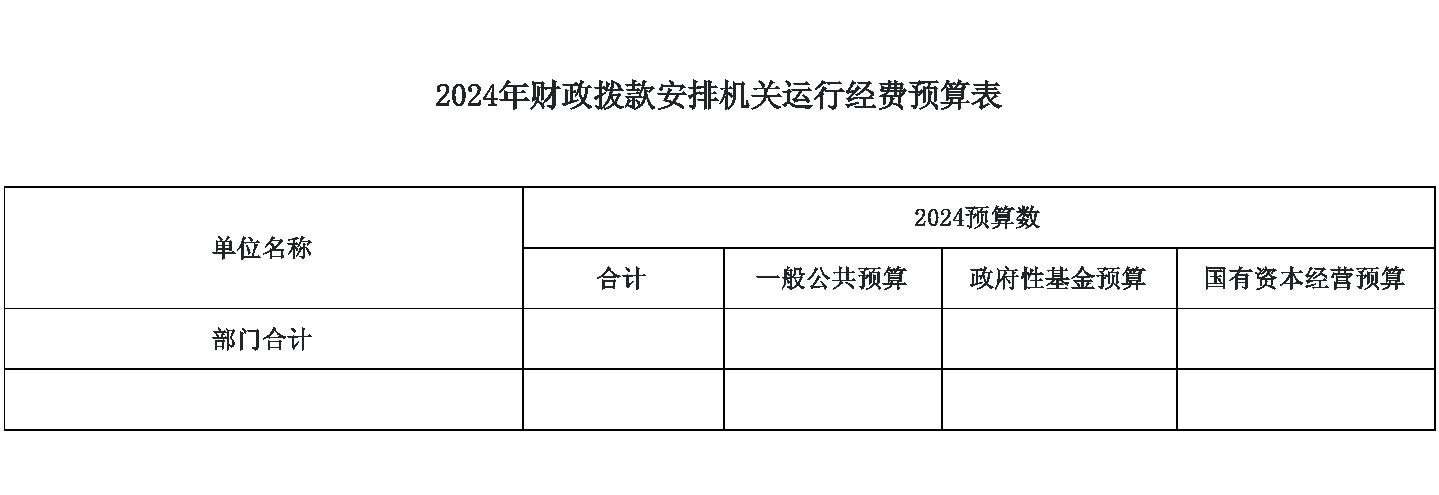 2024年财政拨款安排机关运行经费预算表
单位名称
2024预算数
合计
一般公共预算
政府性基金预算
国有资本经营预算
部门合计